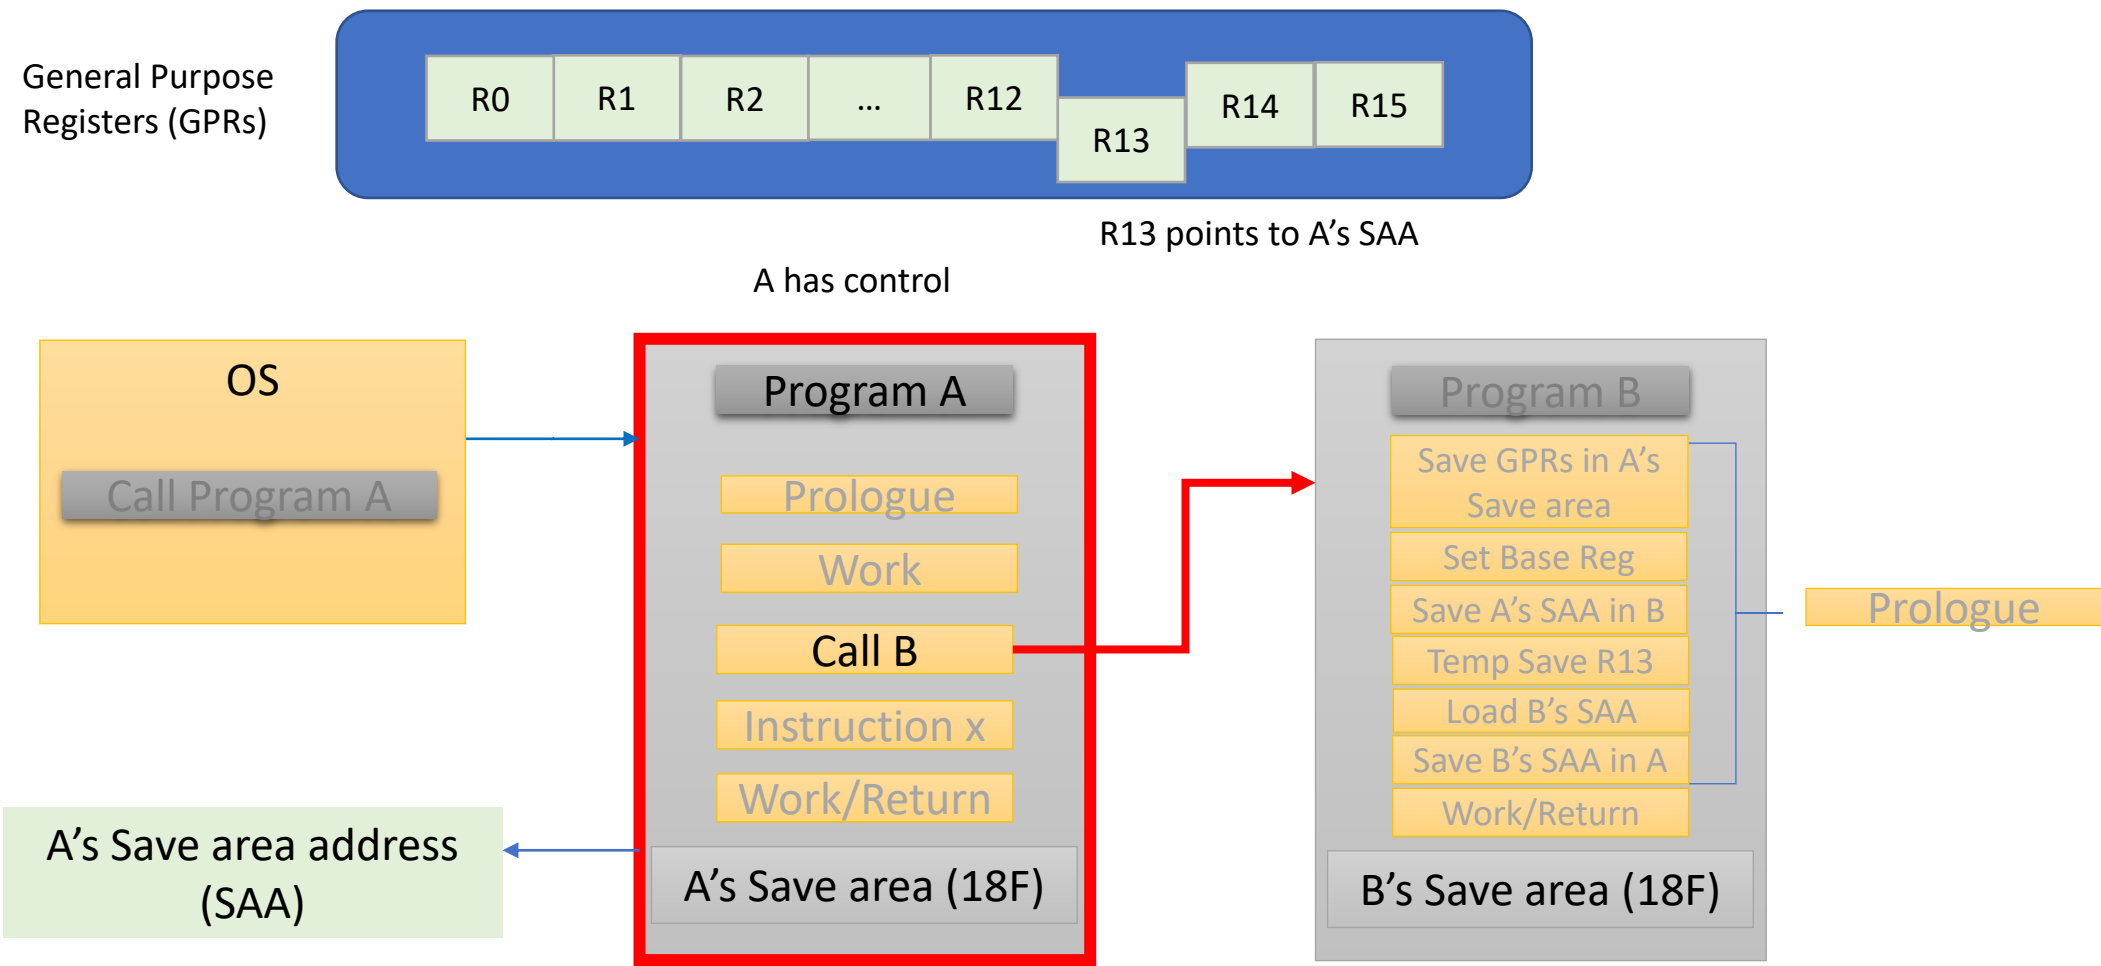 General Purpose
Registers (GPRs)
R0 R1 R2 ... R12 R13 R14 R15
R13 points to A’s SAA
A has control
OS
Call Program A
Program A
Prologue
Work
Call B
Instruction x
Work/Return
A’s Save area (18F)
A’s Save area address
(SAA)
Program B
Save GPRs in A’s
Save area
Set Base Reg
Save A’s SAA in B
Temp Save R13
Load B’s SAA
Save B’s SAA in A
Work/Return
B’s Save area (18F)
Prologue